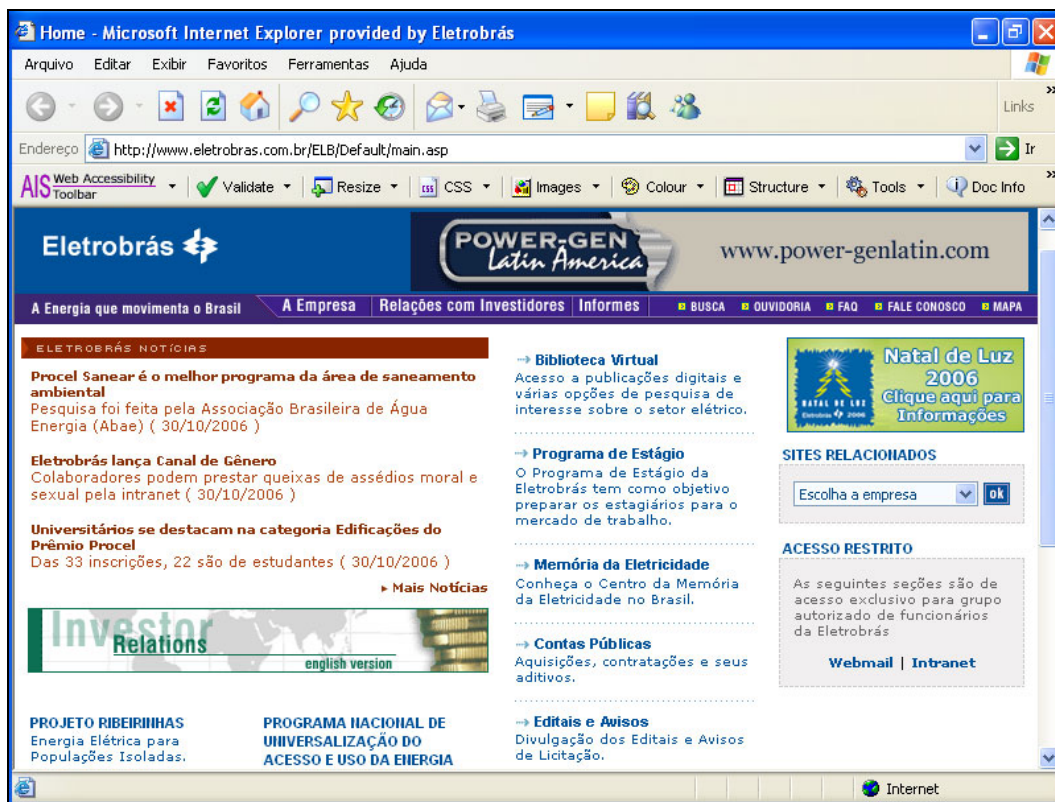 Home - Microsoft Internet Explorer provided by Eletrobrás
Arquivo Editar Exibir Favoritos Ferramentas Ajuda
Links
Endereço http://www.eletrobras.com.br/ELB/Default/main.asp Ir
AIS Web Accessibility Toolbar Validate Resize CSS Images Colour Structure Tools Doc Info
Eletrobrás
POWER-GEN
Latin America
www.power-genlatin.com
A Energia que movimenta o Brasil A Empresa Relações com Investidores Informes BUSCA OUVIDORIA FAQ FALE CONOSCO MAPA
ELETROBRÁS NOTÍCIAS
Procel Sanear é o melhor programa da área de saneamento
ambiental
Pesquisa foi feita pela Associação Brasileira de Água
Energia (Abae) ( 30/10/2006 )
Eletrobrás lança Canal de Gênero
Colaboradores podem prestar queixas de assédios moral e
sexual pela intranet ( 30/10/2006 )
Universitários se destacam na categoria Edificações do
Prêmio Procel
Das 33 inscrições, 22 são de estudantes ( 30/10/2006 )
Mais Notícias
Investor
Relations
english version
PROJETO RIBEIRINHAS
Energia Elétrica para
Populações Isoladas.
PROGRAMA NACIONAL DE
UNIVERSALIZAÇÃO DO
ACESSO E USO DA ENERGIA
Biblioteca Virtual
Acesso a publicações digitais e
várias opções de pesquisa de
interesse sobre o setor elétrico.
Programa de Estágio
O Programa de Estágio da
Eletrobrás tem como objetivo
preparar os estagiários para o
mercado de trabalho.
Memória da Eletricidade
Conheça o Centro da Memória
da Eletricidade no Brasil.
Contas Públicas
Aquisições, contratações e seus
aditivos.
Editais e Avisos
Divulgação dos Editais e Avisos
de Licitação.
NATAL DE LUZ
Eletrobrás 2006
Natal de Luz
2006
Clique aqui para
Informações
SITES RELACIONADOS
Escolha a empresa ok
ACESSO RESTRITO
As seguintes seções são de
acesso exclusivo para grupo
autorizado de funcionários
da Eletrobrás
Webmail | Intranet
Internet